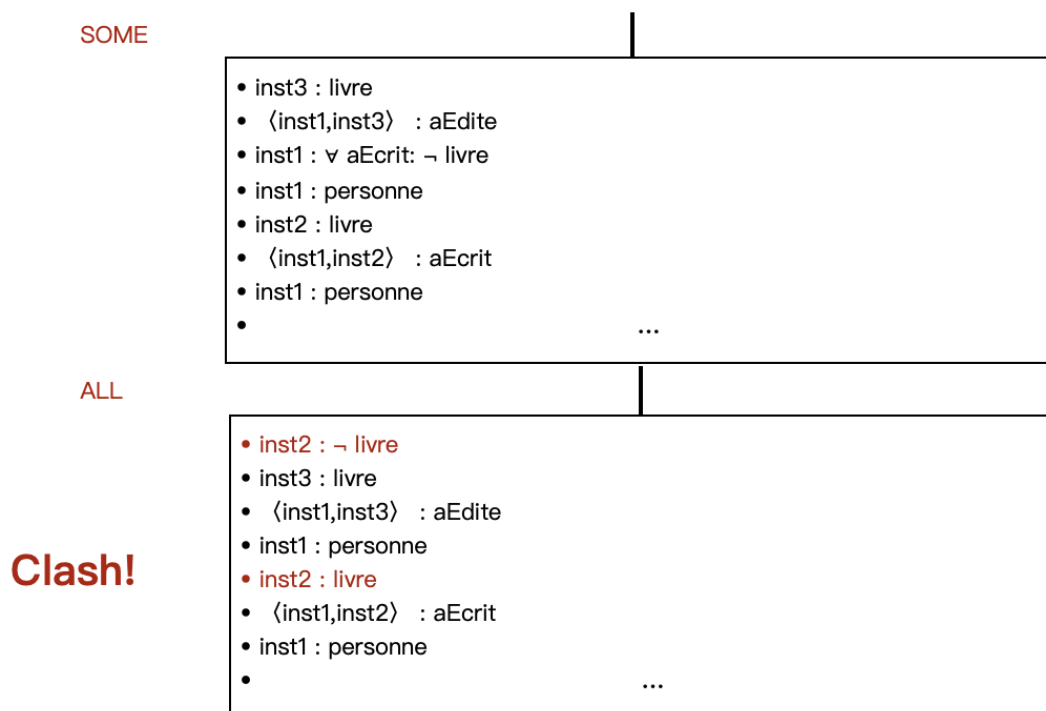 SOME
• inst3 : livre
• 〈inst1,inst3〉 : aEdite
• inst1 : ∀ aEcrit: ¬ livre
• inst1 : personne
• inst2 : livre
• 〈inst1,inst2〉 : aEcrit
• inst1 : personne
• ...
ALL
• inst2 : ¬ livre
• inst3 : livre
• 〈inst1,inst3〉 : aEdite
• inst1 : personne
Clash!
• inst2 : livre
• 〈inst1,inst2〉 : aEcrit
• inst1 : personne
• ...